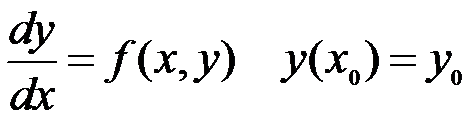 dy/dx = f(x, y)   y(x₀) = y₀